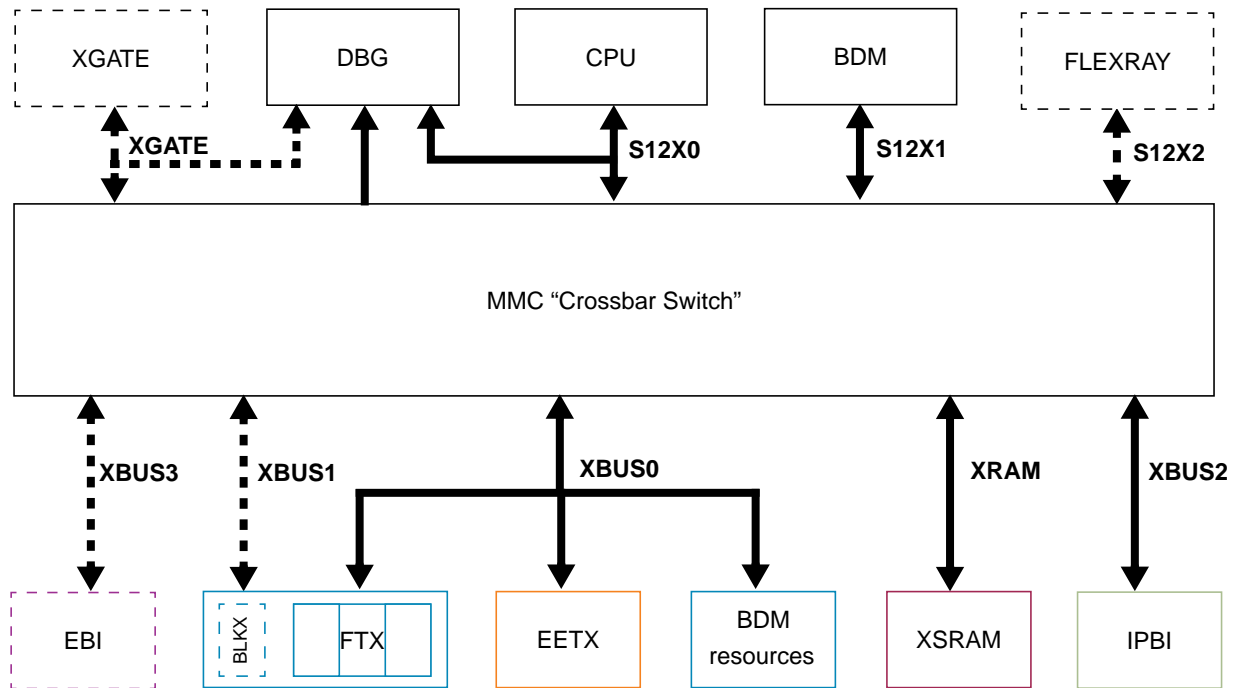 XGATE
DBG
CPU
BDM
FLEXRAY
XGATE
S12X0
S12X1
S12X2
MMC “Crossbar Switch”
XBUS3
XBUS1
XBUS0
XRAM
XBUS2
EBI
BLKX
FTX
EETX
BDM
resources
XSRAM
IPBI